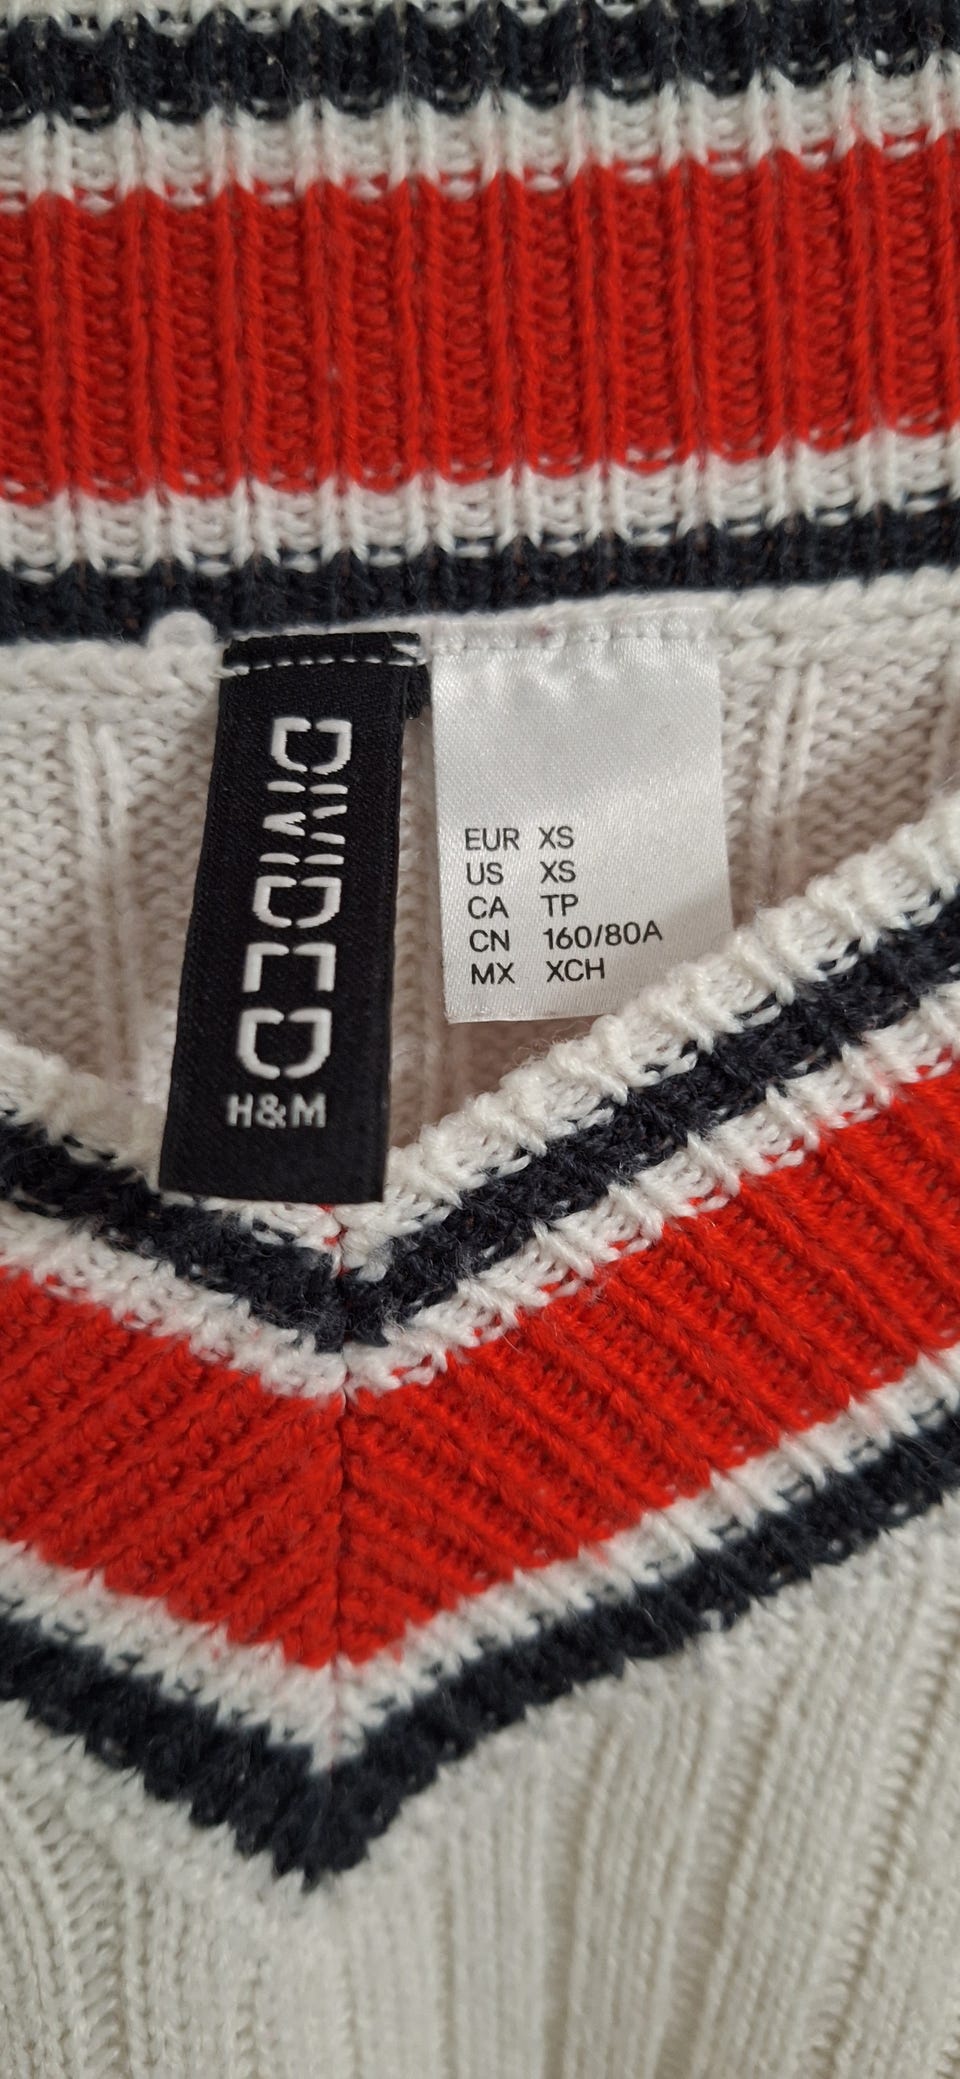 DIVIDED
H&M
EUR XS
US XS
CA TP
CN 160/80A
MX XCH